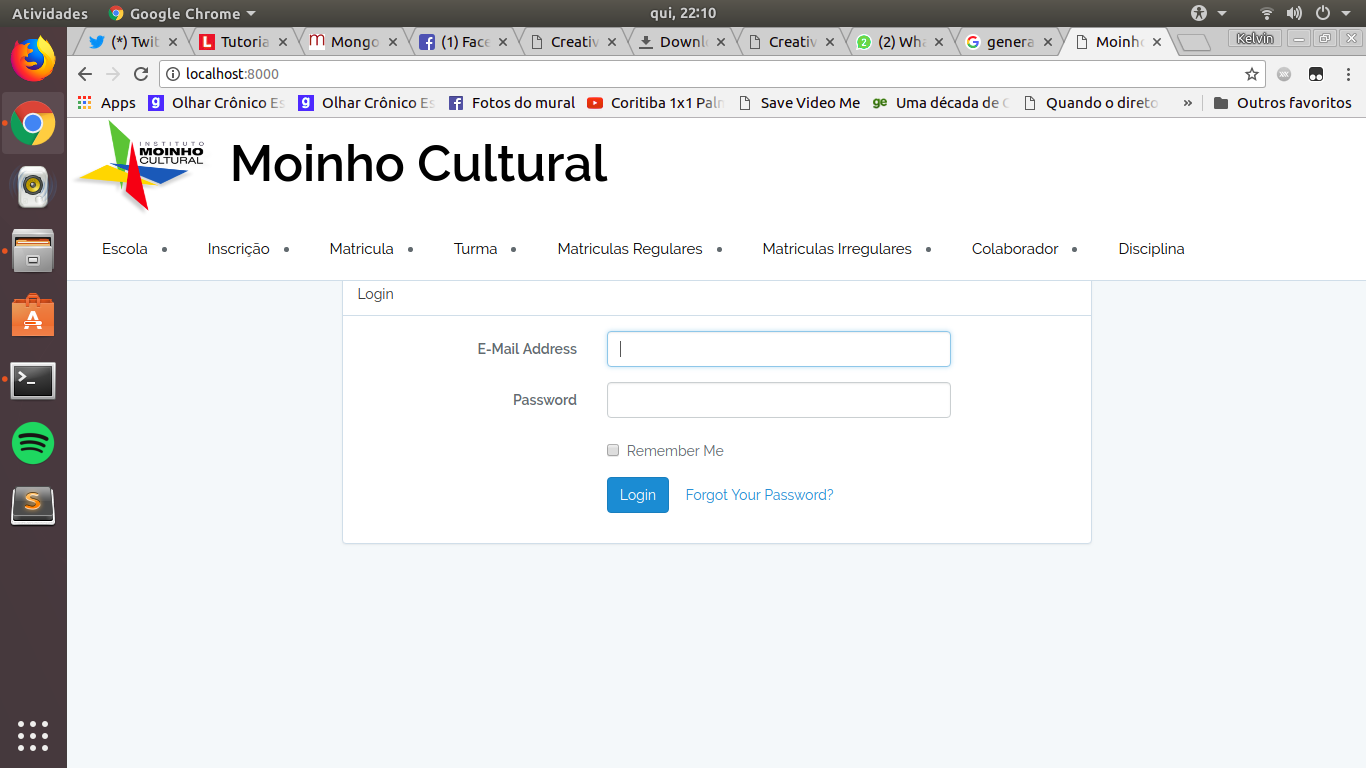 Atividades Google Chrome qui, 22:10
(*) Twit Tutoria Mongo (1) Face Creativ Downl Creativ (2) Wha genera Moinh Kelvin
localhost:8000
Apps Olhar Crônico Es Olhar Crônico Es Fotos do mural Coritiba 1x1 Palm Save Video Me ge Uma década de Quando o direto » Outros favoritos
INSTITUTO
MOINHO
CULTURAL
Moinho Cultural
Escola • Inscrição • Matricula • Turma • Matriculas Regulares • Matriculas Irregulares • Colaborador • Disciplina
Login
E-Mail Address
Password
Remember Me
Login Forgot Your Password?